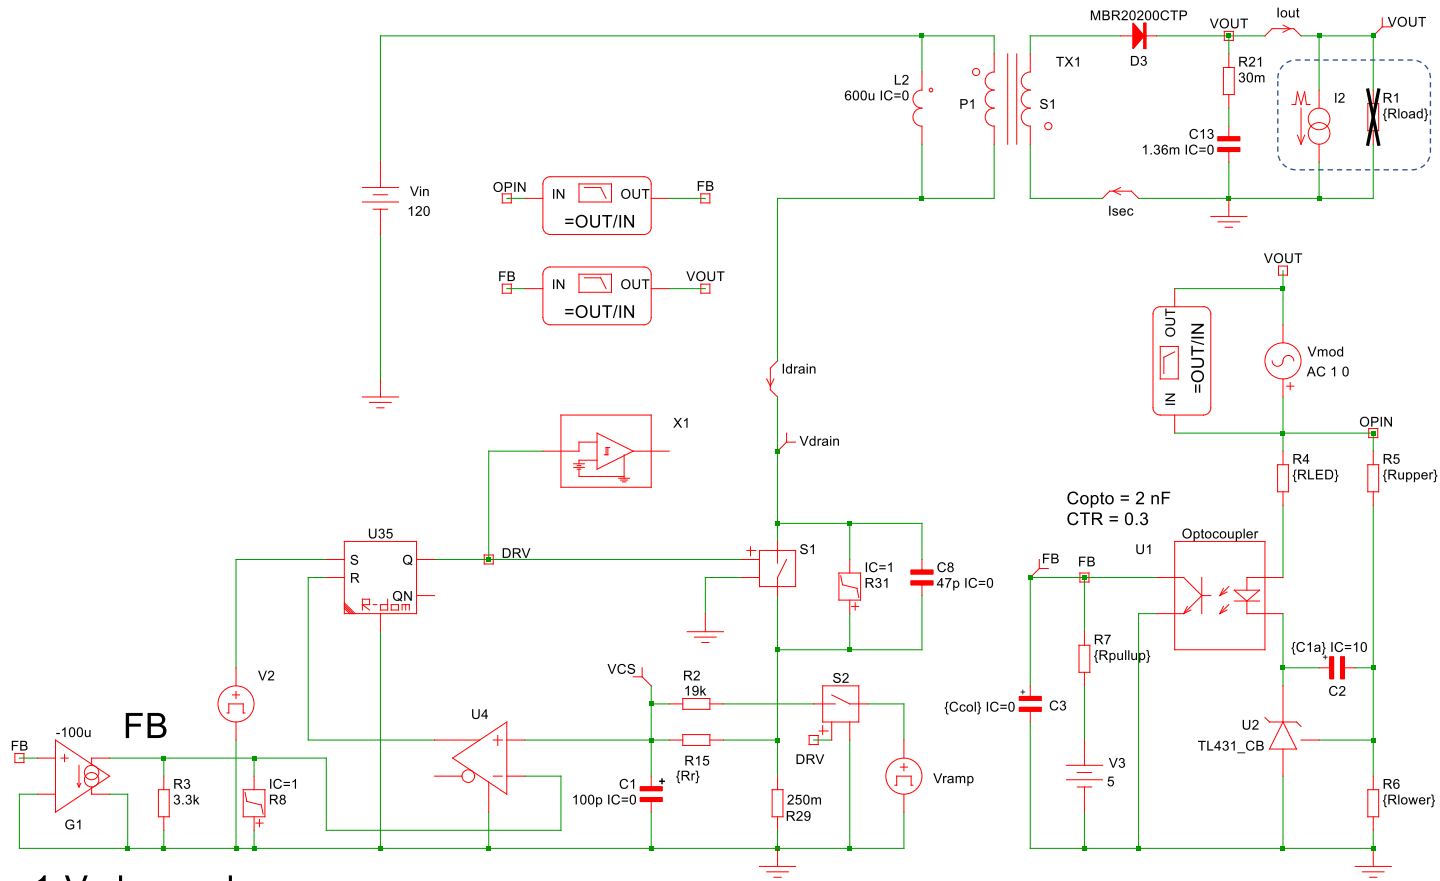 MBR20200CTP
D3
VOUT
Iout
VOUT
R21
30m
TX1
L2
600u IC=0
P1
S1
I2
R1
{Rload}
C13
1.36m IC=0
Isec
Vin
120
OPIN
IN
OUT
=OUT/IN
FB
FB
IN
OUT
=OUT/IN
VOUT
VOUT
OUT
IN
=OUT/IN
Vmod
AC 1 0
Idrain
Vdrain
X1
OPIN
R4
{RLED}
R5
{Rupper}
Copto = 2 nF
CTR = 0.3
U35
S
Q
R
QN
R-dom
DRV
S1
IC=1
R31
C8
47p IC=0
FB
FB
U1
Optocoupler
R7
{Rpullup}
{C1a} IC=10
C2
VCS
R2
19k
S2
V2
U4
R15
{Rr}
DRV
{Ccol} IC=0
C3
U2
TL431_CB
FB
FB
-100u
G1
R3
3.3k
IC=1
R8
C1
100p IC=0
250m
R29
Vramp
V3
5
R6
{Rlower}